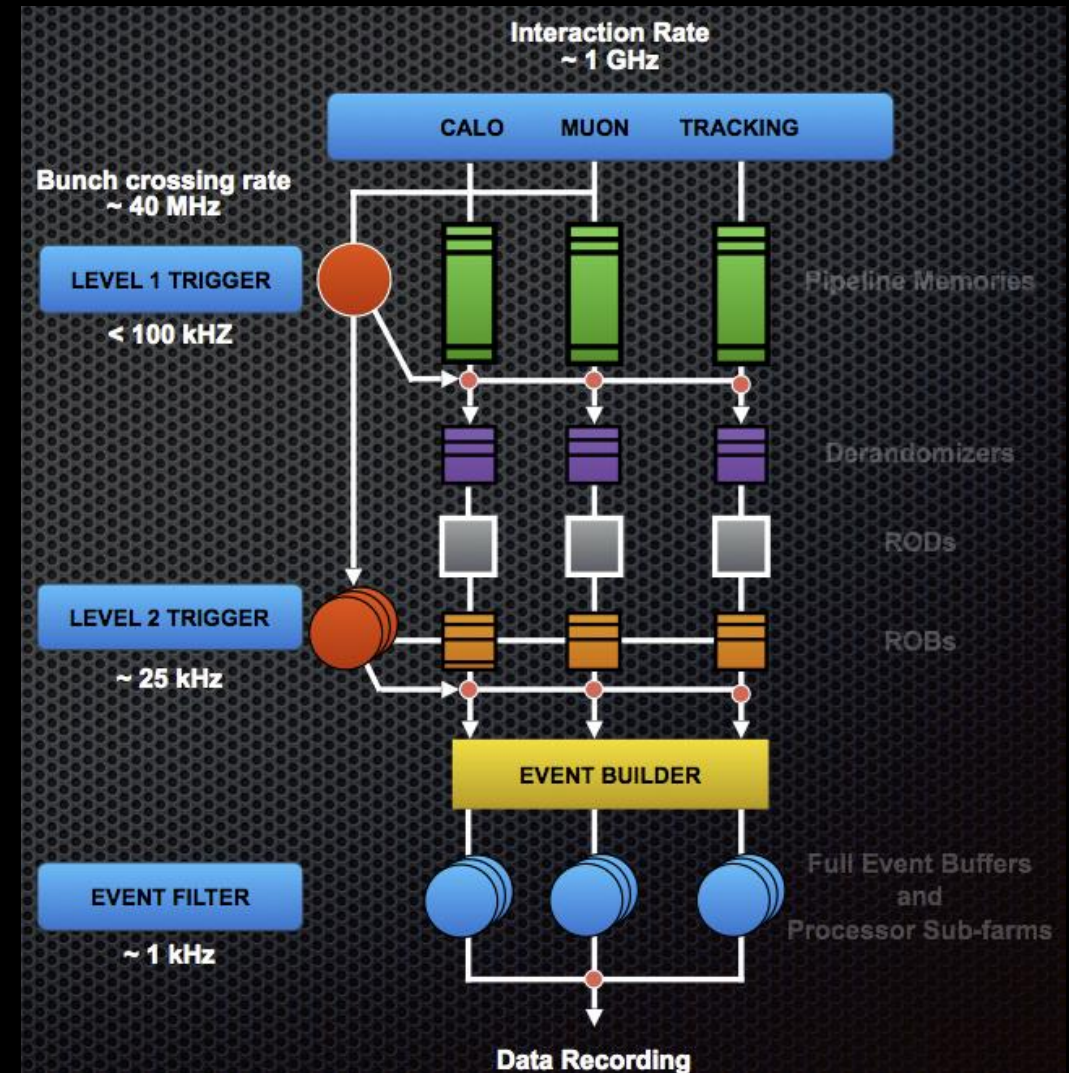 Interaction Rate
~ 1 GHz
CALO MUON TRACKING
Bunch crossing rate
~ 40 MHz
LEVEL 1 TRIGGER
< 100 kHZ
Pipeline Memories
Derandomizers
RODs
LEVEL 2 TRIGGER
~ 25 kHz
ROBs
EVENT BUILDER
EVENT FILTER
~ 1 kHz
Full Event Buffers
and
Processor Sub-farms
Data Recording